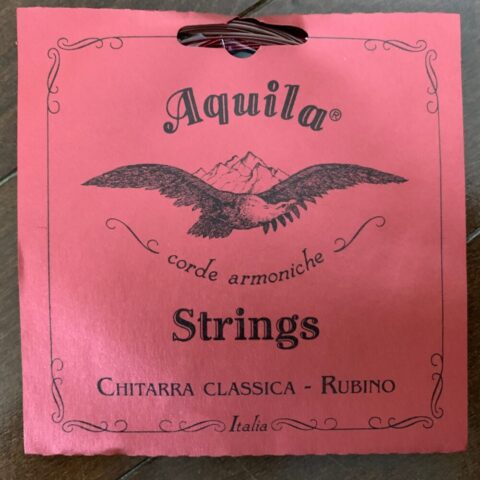 Aquila®
corde armoniche
Strings
CHITARRA CLASSICA - RUBINO
Italia